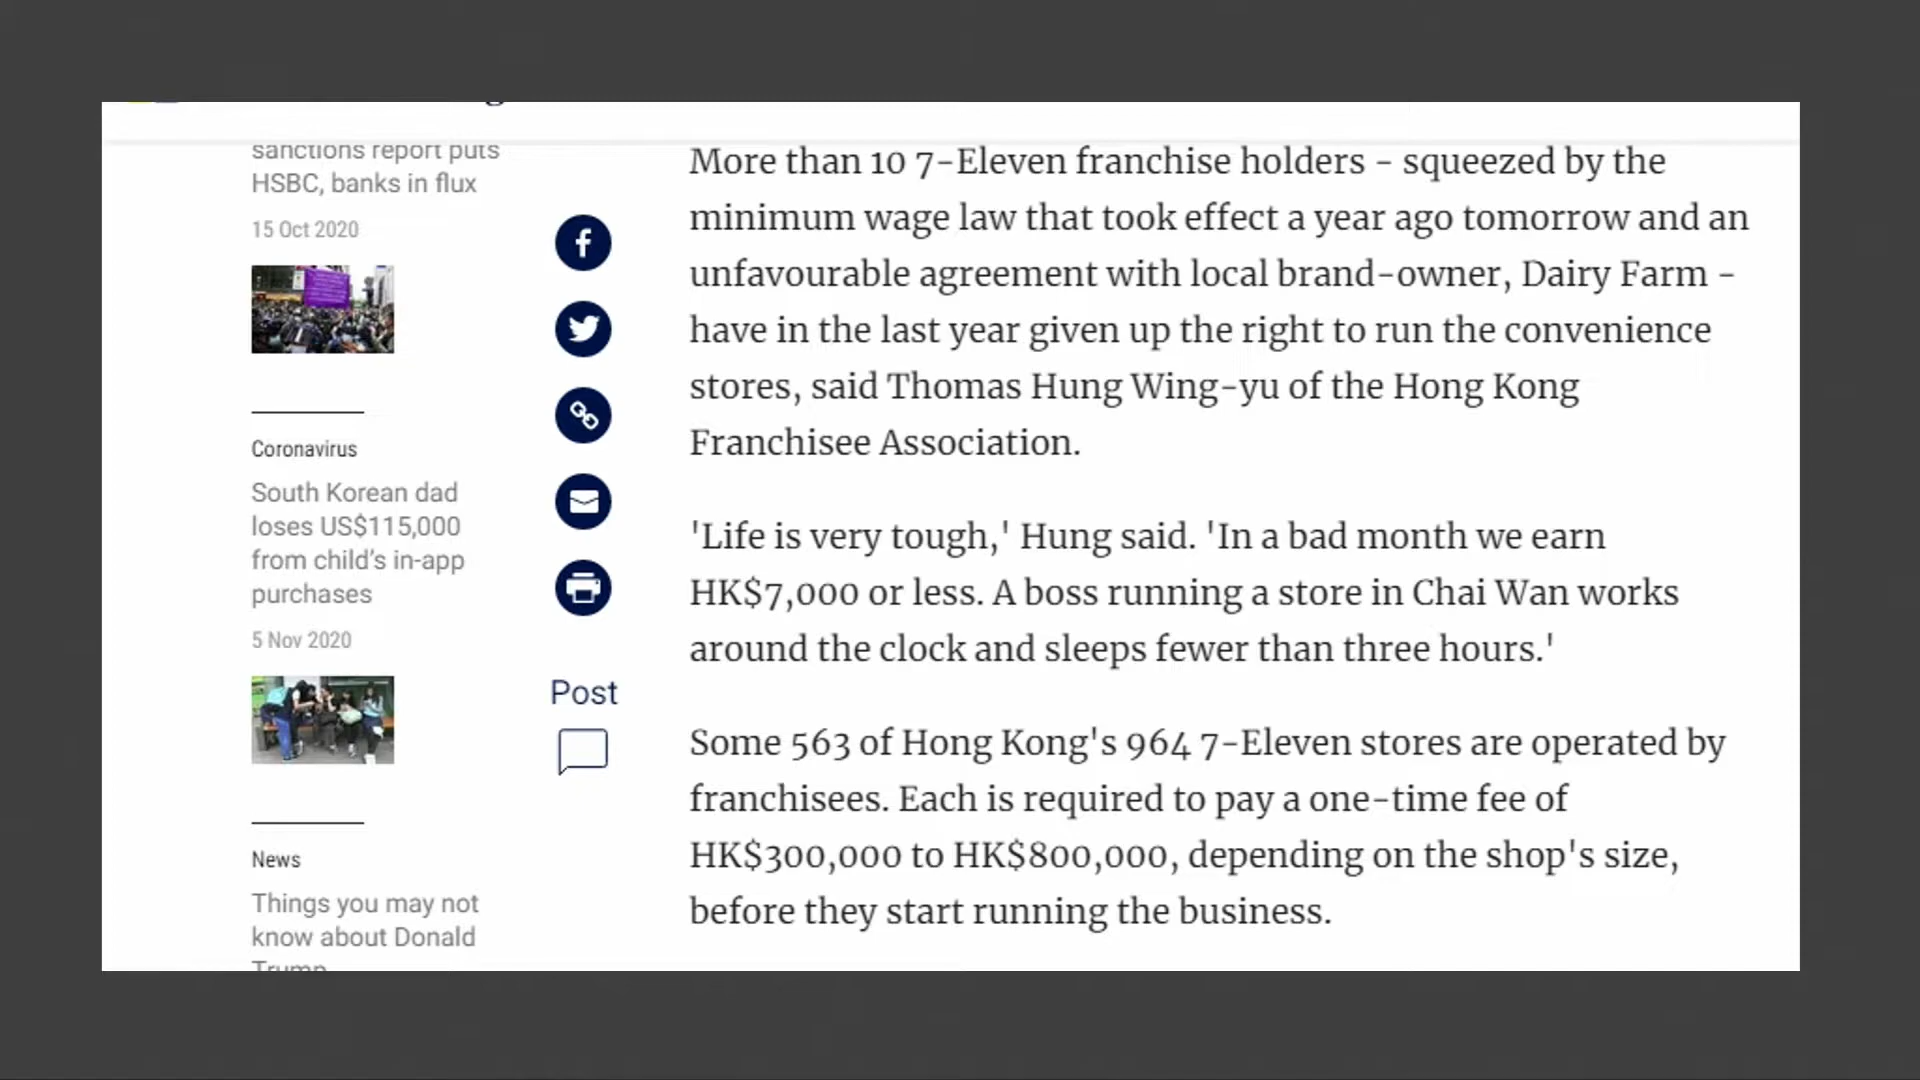 sanctions report puts
HSBC, banks in flux
15 Oct 2020
Coronavirus
South Korean dad
loses US$115,000
from child’s in-app
purchases
5 Nov 2020
News
Things you may not
know about Donald
Trump
Post
More than 10 7-Eleven franchise holders - squeezed by the
minimum wage law that took effect a year ago tomorrow and an
unfavourable agreement with local brand-owner, Dairy Farm -
have in the last year given up the right to run the convenience
stores, said Thomas Hung Wing-yu of the Hong Kong
Franchisee Association.
'Life is very tough,' Hung said. 'In a bad month we earn
HK$7,000 or less. A boss running a store in Chai Wan works
around the clock and sleeps fewer than three hours.'
Some 563 of Hong Kong's 964 7-Eleven stores are operated by
franchisees. Each is required to pay a one-time fee of
HK$300,000 to HK$800,000, depending on the shop's size,
before they start running the business.